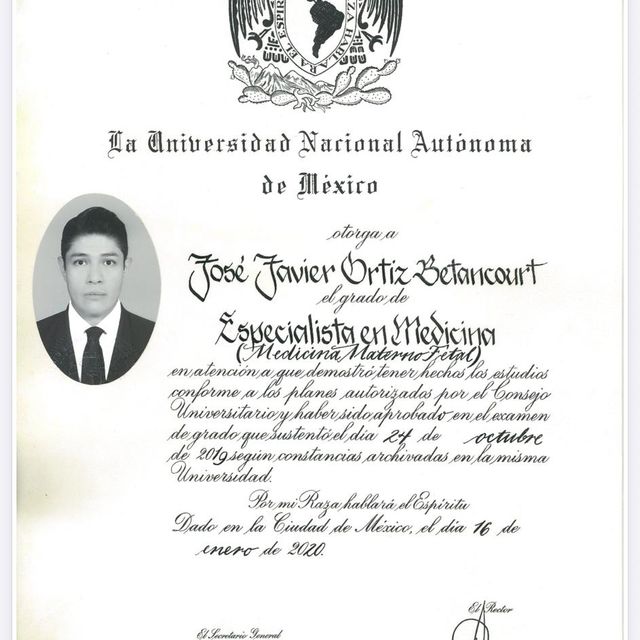 La Universidad Nacional Autónoma
de México
otorga a
José Javier Ortiz Betancourt
el grado de
Especialista en Medicina
(Medicina Materno Fetal)
en atención a que demostró tener hechos los estudios
conforme a los planes autorizados por el Consejo
Universitario y haber sido aprobado en el examen
de grado que sustentó el día 24 de octubre
de 2019 según constancias archivadas en la misma
Universidad.
Por mi Raza hablará el Espíritu
Dado en la Ciudad de México, el día 16 de
enero de 2020.
El Rector
El Secretario General